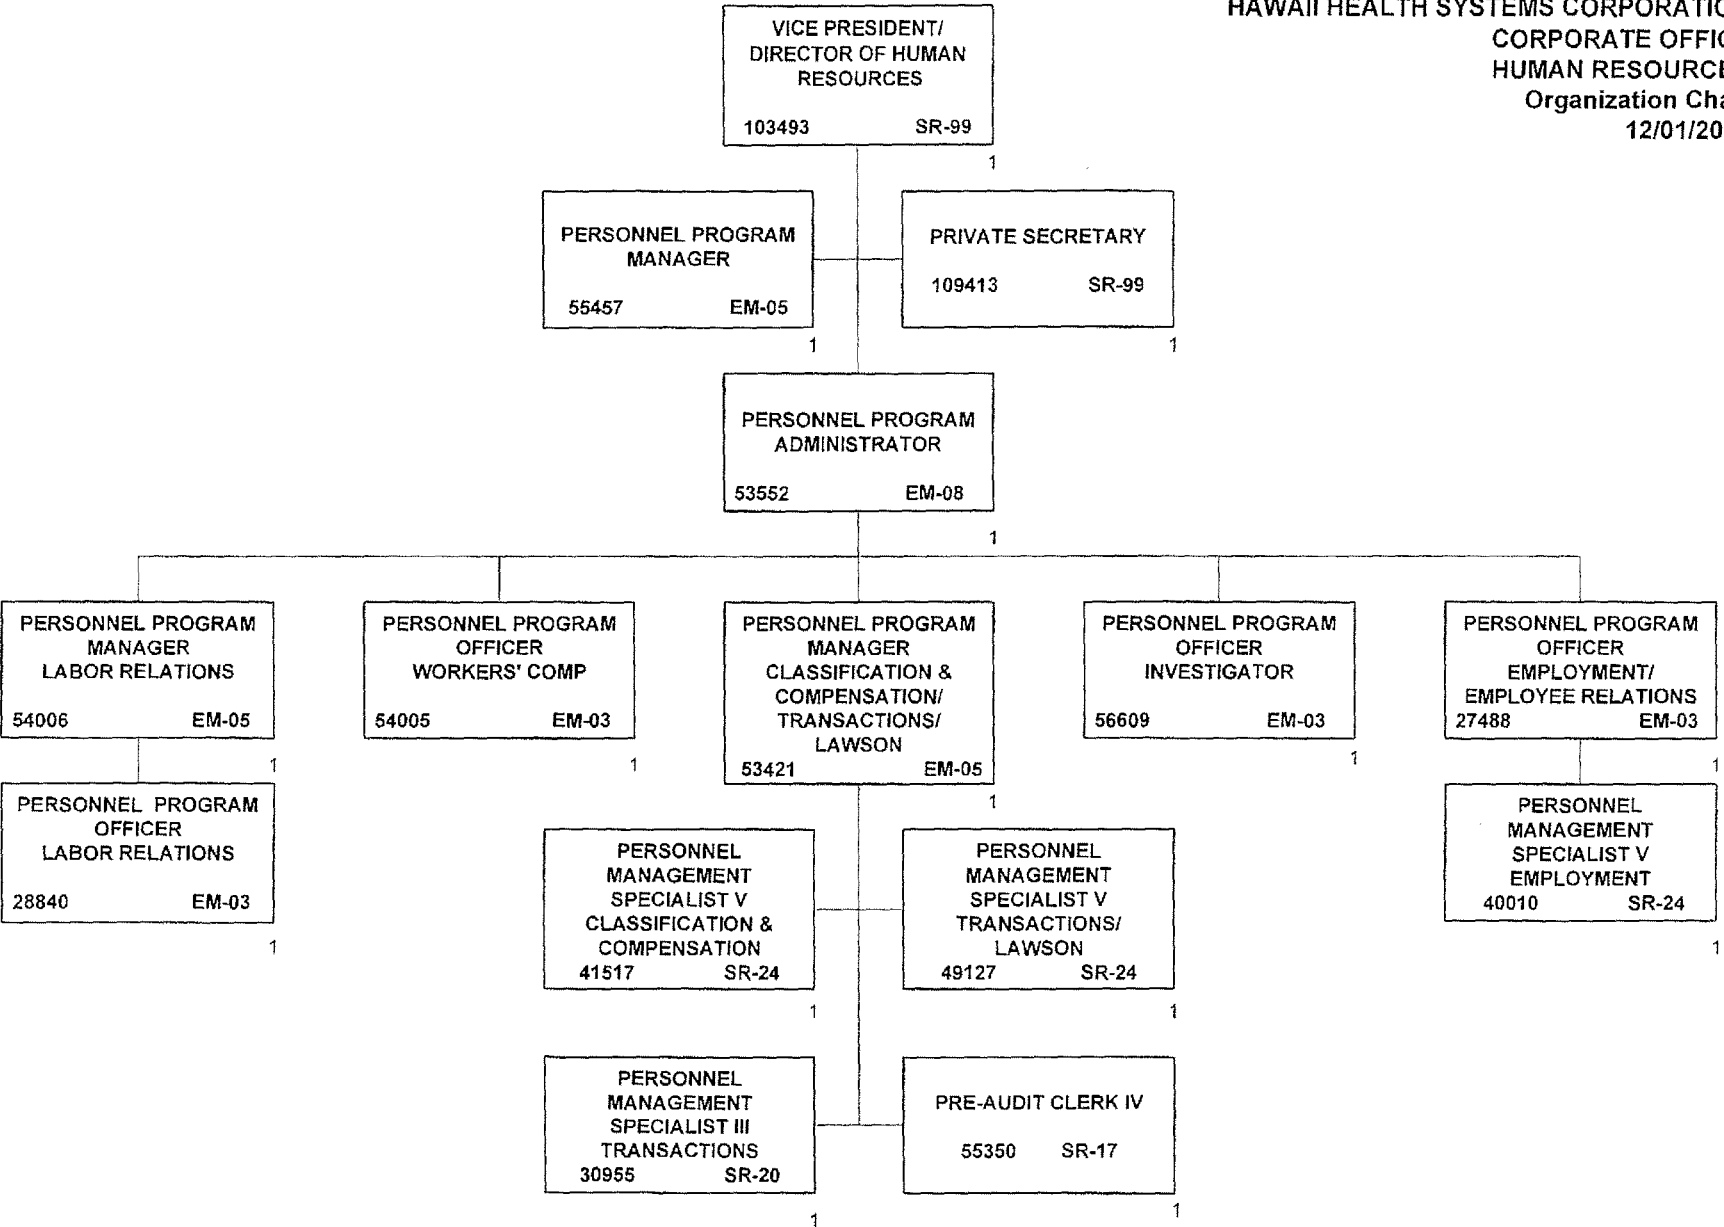 HAWAII HEALTH SYSTEMS CORPORATIO
CORPORATE OFFIC
HUMAN RESOURCE
Organization Cha
12/01/20
VICE PRESIDENT/
DIRECTOR OF HUMAN
RESOURCES
103493 SR-99
1
PERSONNEL PROGRAM
MANAGER
55457 EM-05
1
PRIVATE SECRETARY
109413 SR-99
1
PERSONNEL PROGRAM
ADMINISTRATOR
53552 EM-08
1
PERSONNEL PROGRAM
MANAGER
LABOR RELATIONS
54006 EM-05
1
PERSONNEL PROGRAM
OFFICER
WORKERS' COMP
54005 EM-03
1
PERSONNEL PROGRAM
MANAGER
CLASSIFICATION &
COMPENSATION/
TRANSACTIONS/
LAWSON
53421 EM-05
1
PERSONNEL PROGRAM
OFFICER
INVESTIGATOR
56609 EM-03
1
PERSONNEL PROGRAM
OFFICER
EMPLOYMENT/
EMPLOYEE RELATIONS
27488 EM-03
1
PERSONNEL PROGRAM
OFFICER
LABOR RELATIONS
28840 EM-03
1
PERSONNEL
MANAGEMENT
SPECIALIST V
CLASSIFICATION &
COMPENSATION
41517 SR-24
1
PERSONNEL
MANAGEMENT
SPECIALIST V
TRANSACTIONS/
LAWSON
49127 SR-24
1
PERSONNEL
MANAGEMENT
SPECIALIST V
EMPLOYMENT
40010 SR-24
1
PERSONNEL
MANAGEMENT
SPECIALIST III
TRANSACTIONS
30955 SR-20
1
PRE-AUDIT CLERK IV
55350 SR-17
1